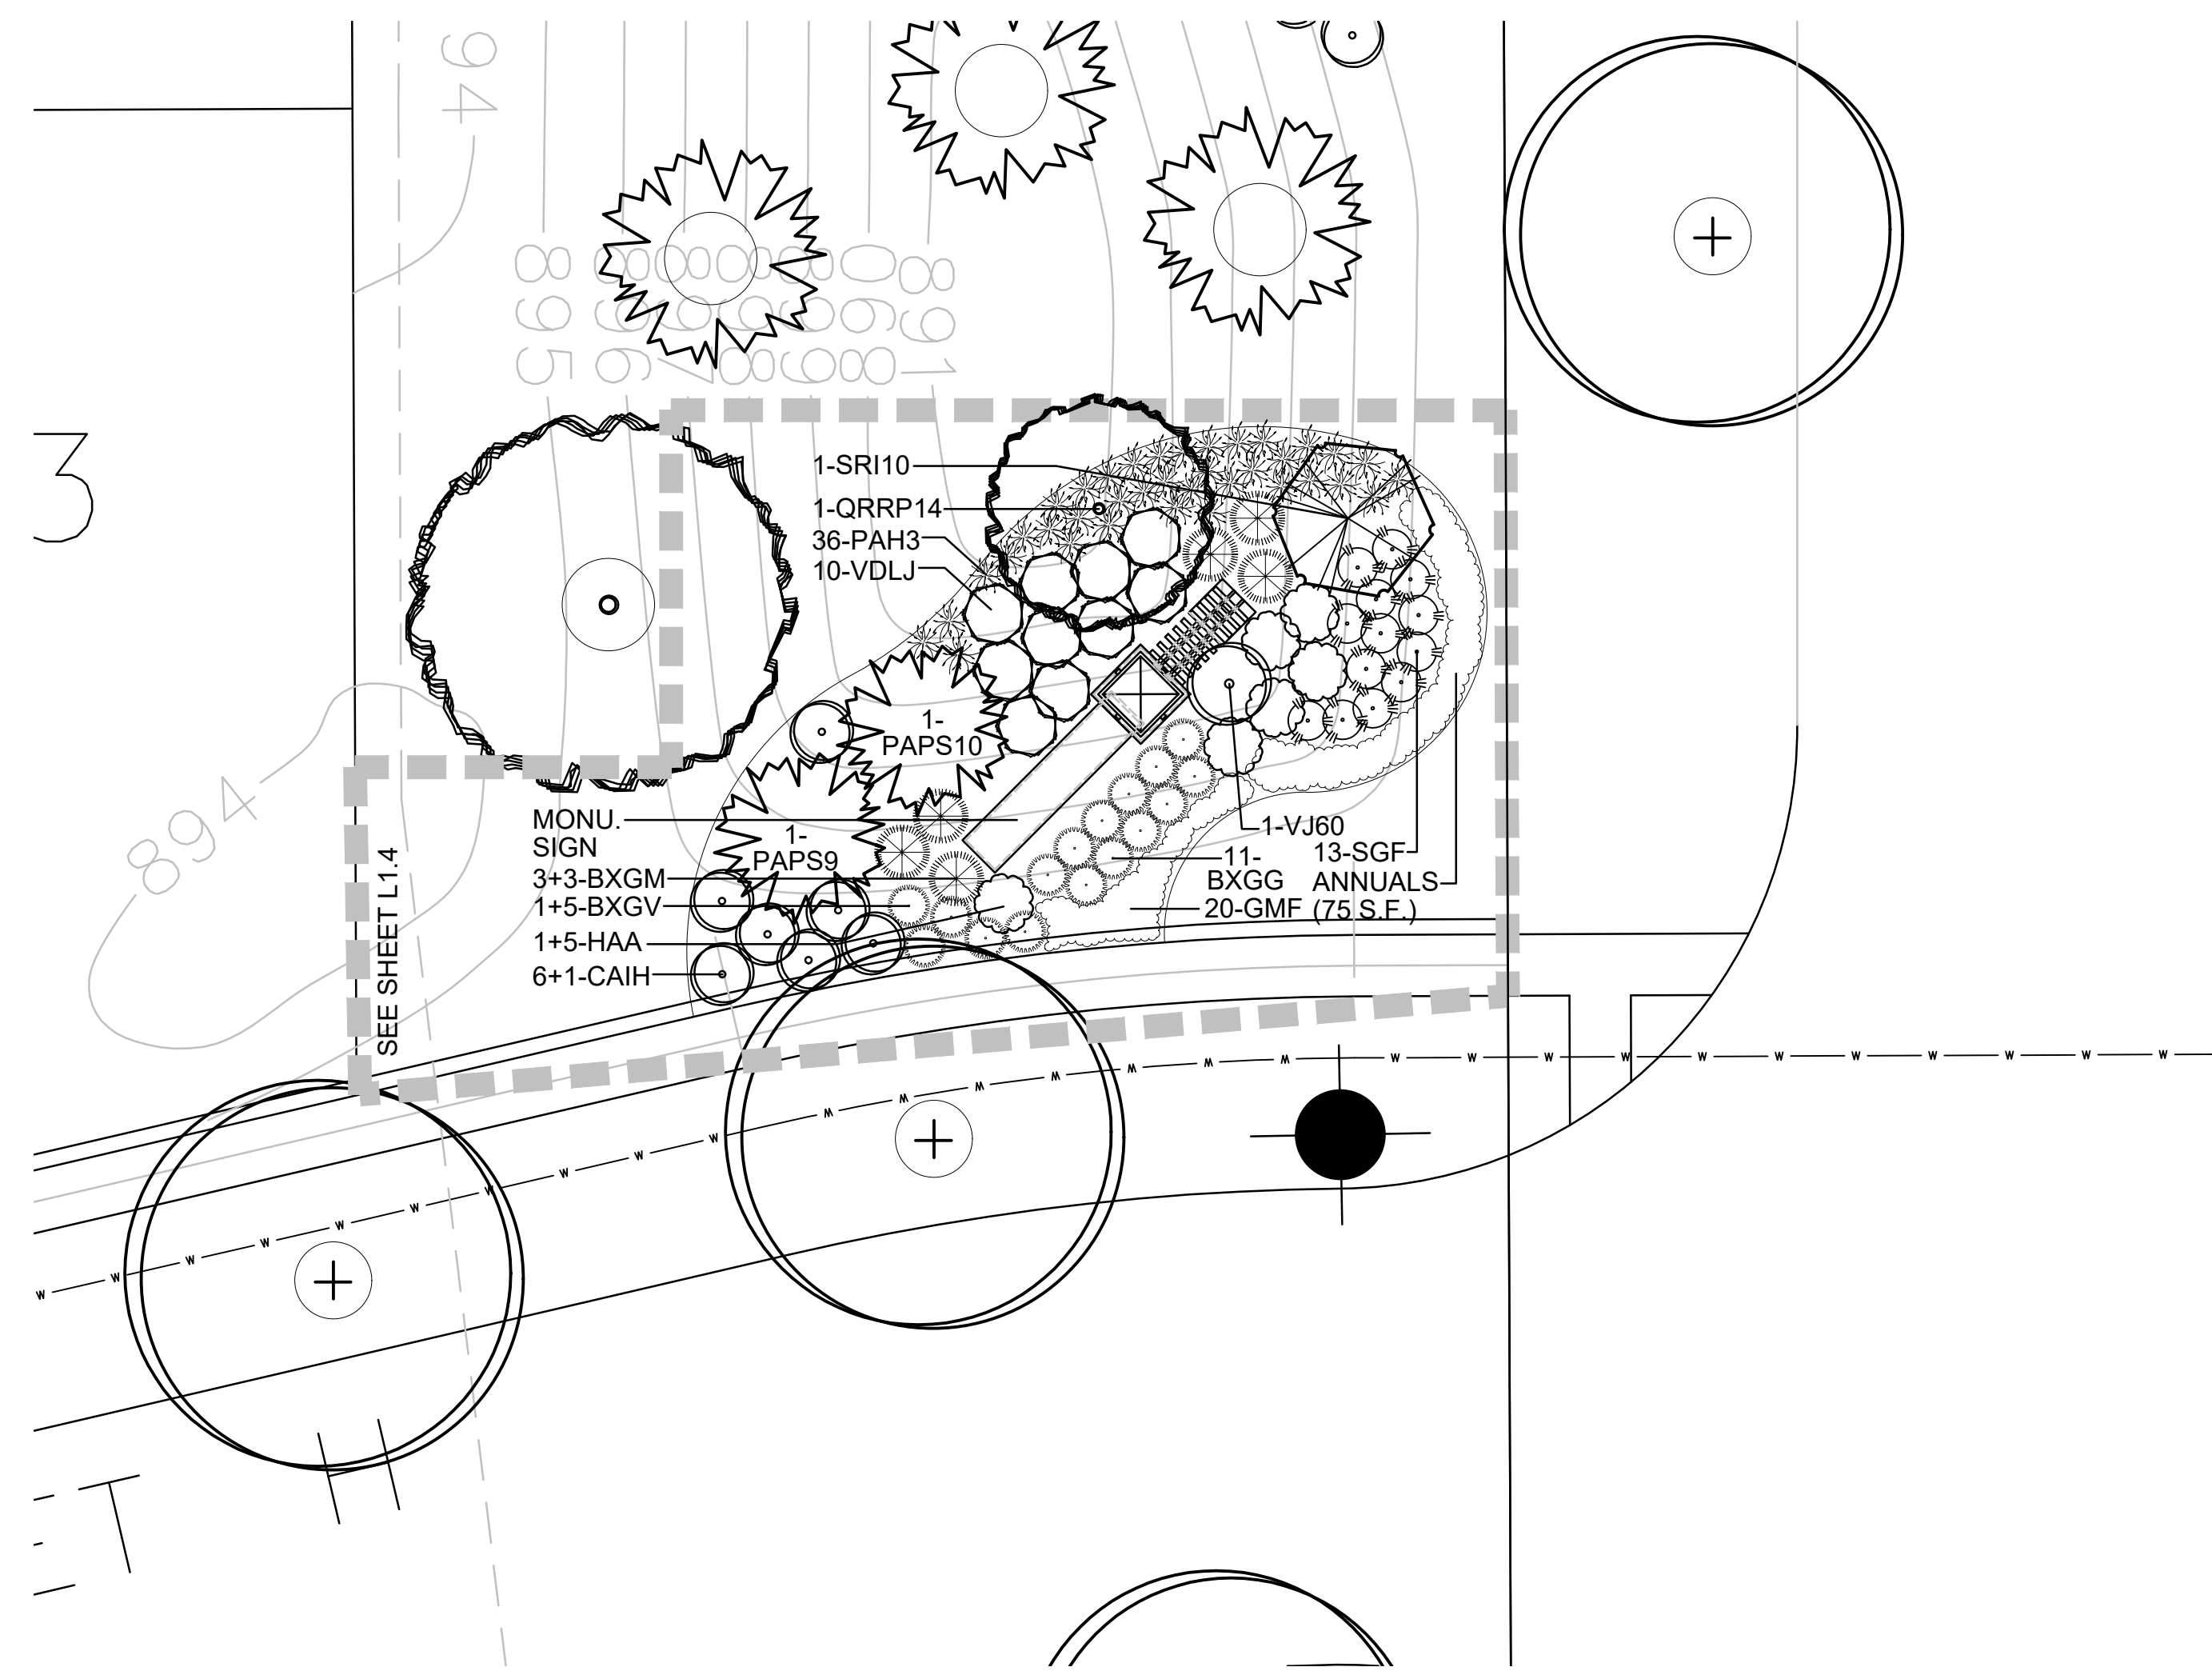 94
895
896
897
898
899
890
891
3
1-SRI10
1-QRRP14
36-PAH3
10-VDLJ
1-
PAPS10
894
MONU.
SIGN
1-
PAPS9
3+3-BXGM
1+5-BXGV
1+5-HAA
6+1-CAIH
1-VJ60
11-
BXGG
20-GMF
13-SGF
ANNUALS
(75 S.F.)
SEE SHEET L1.4
W W W W W W W W W W W